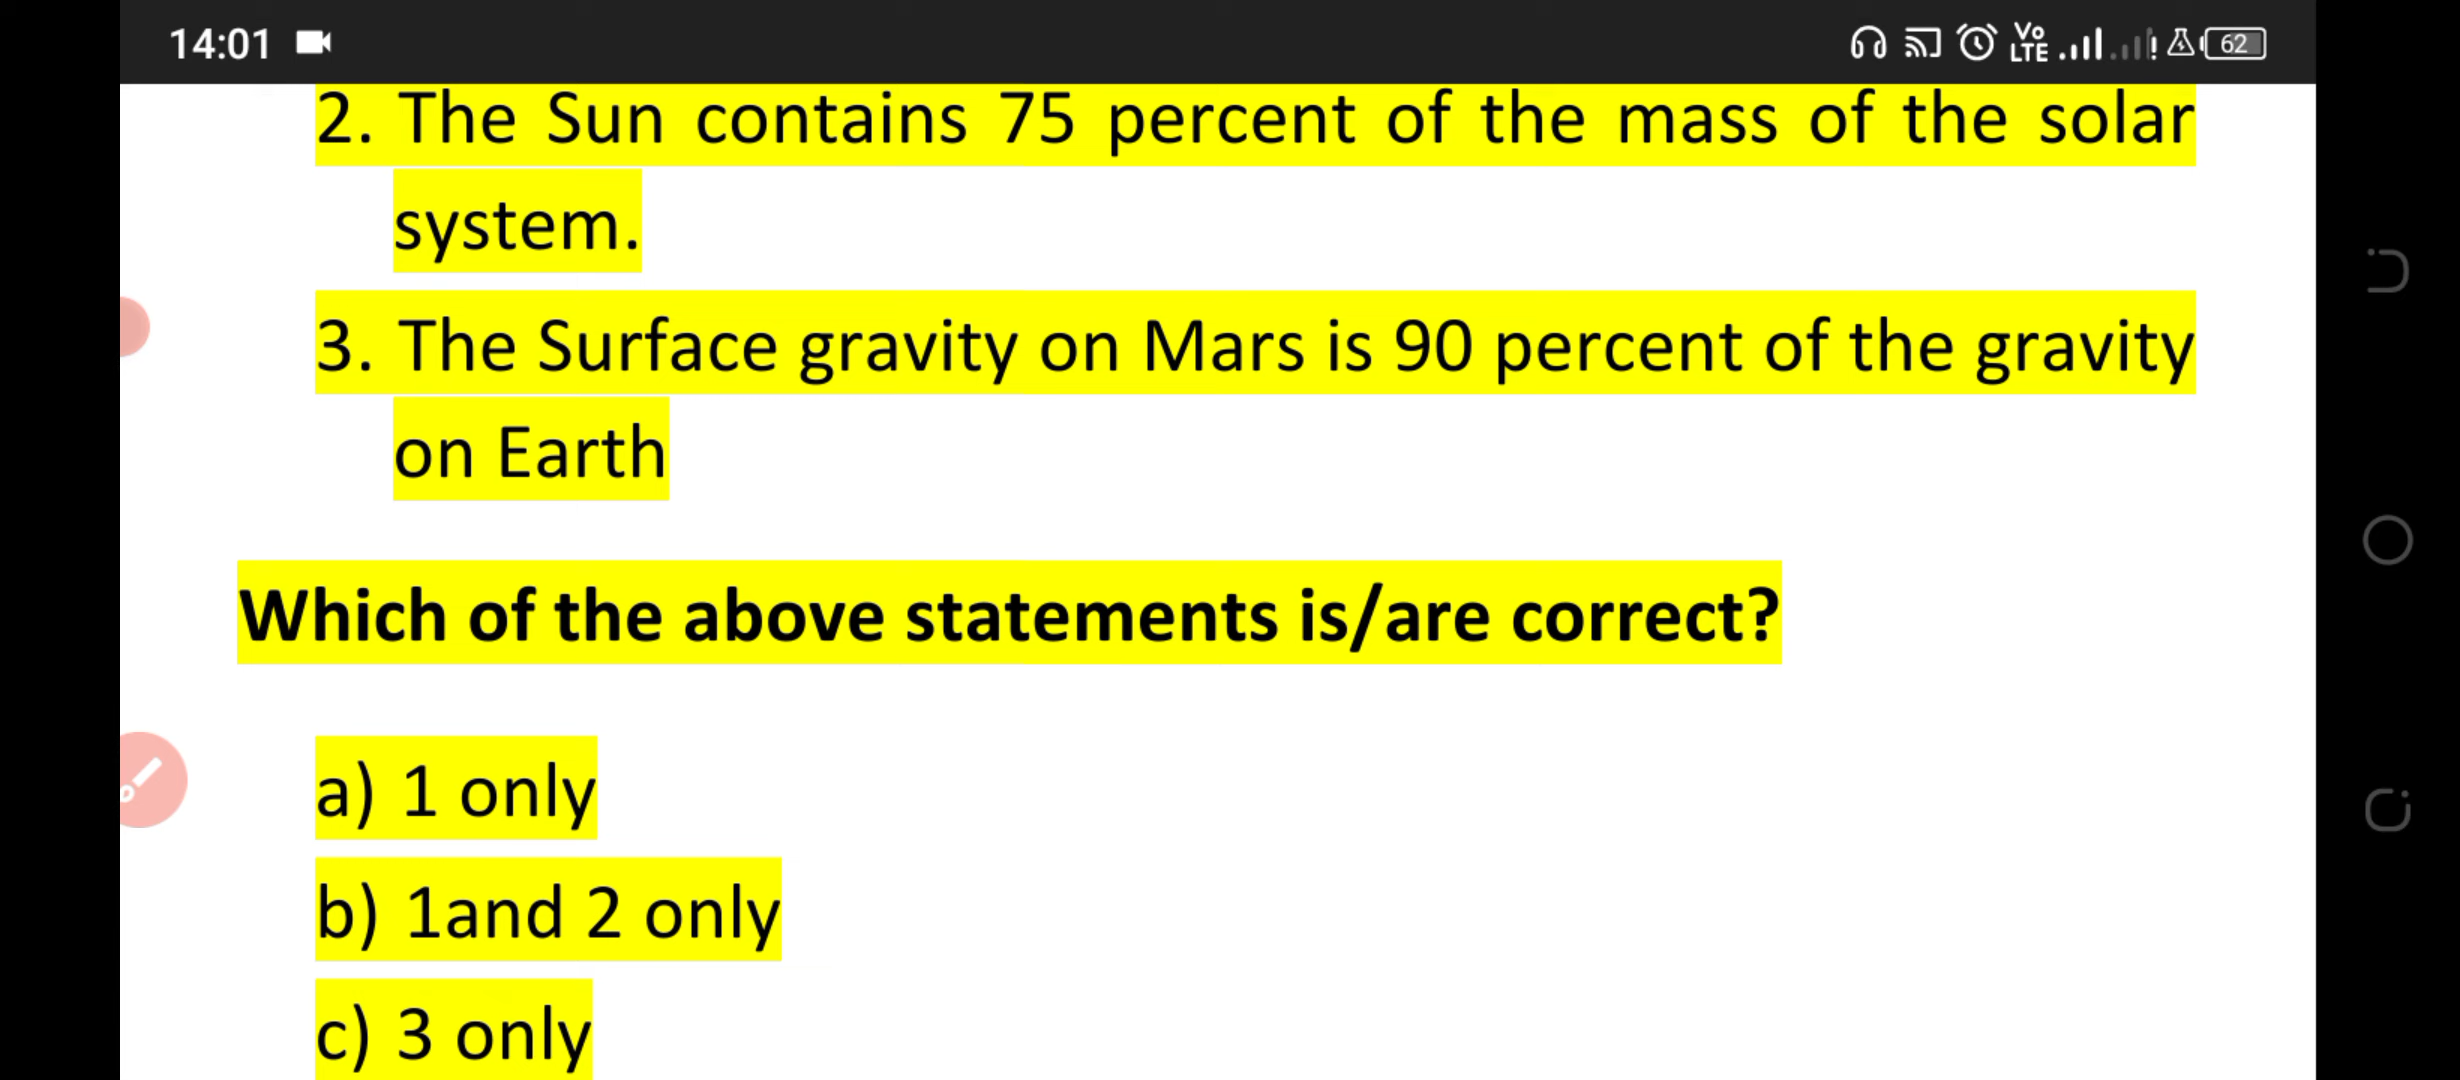 14:01
Vo
LTE
62
2. The Sun contains 75 percent of the mass of the solar
system.
3. The Surface gravity on Mars is 90 percent of the gravity
on Earth
Which of the above statements is/are correct?
a) 1 only
b) 1and 2 only
c) 3 only